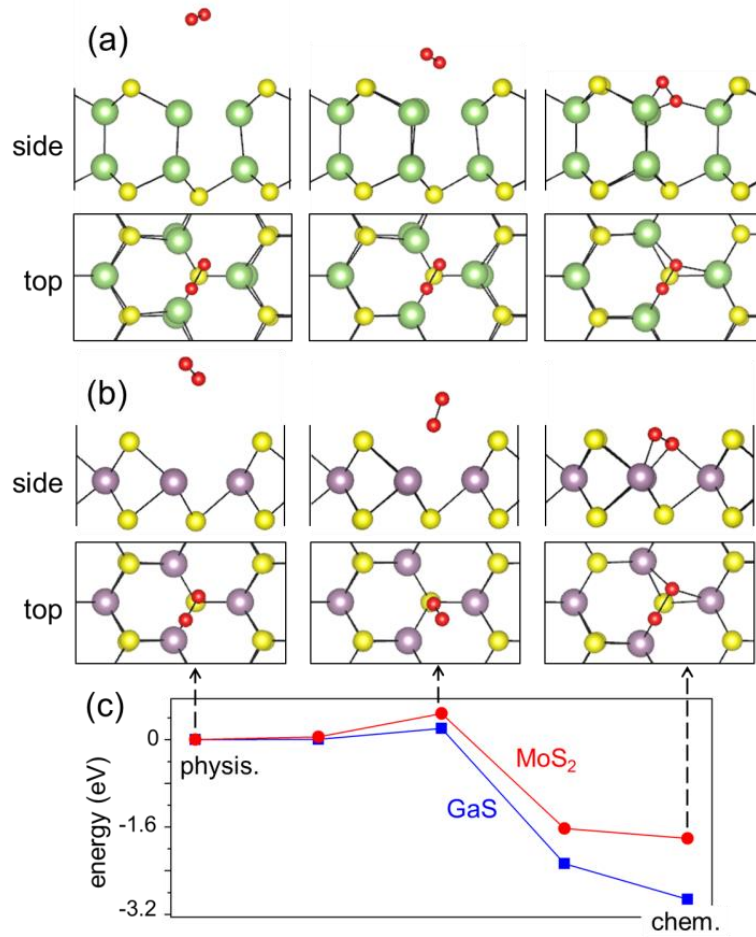 (a)
side
top
(b)
side
top
(c)
energy (eV)
0
-1.6
-3.2
physis.
MoS₂
GaS
chem.